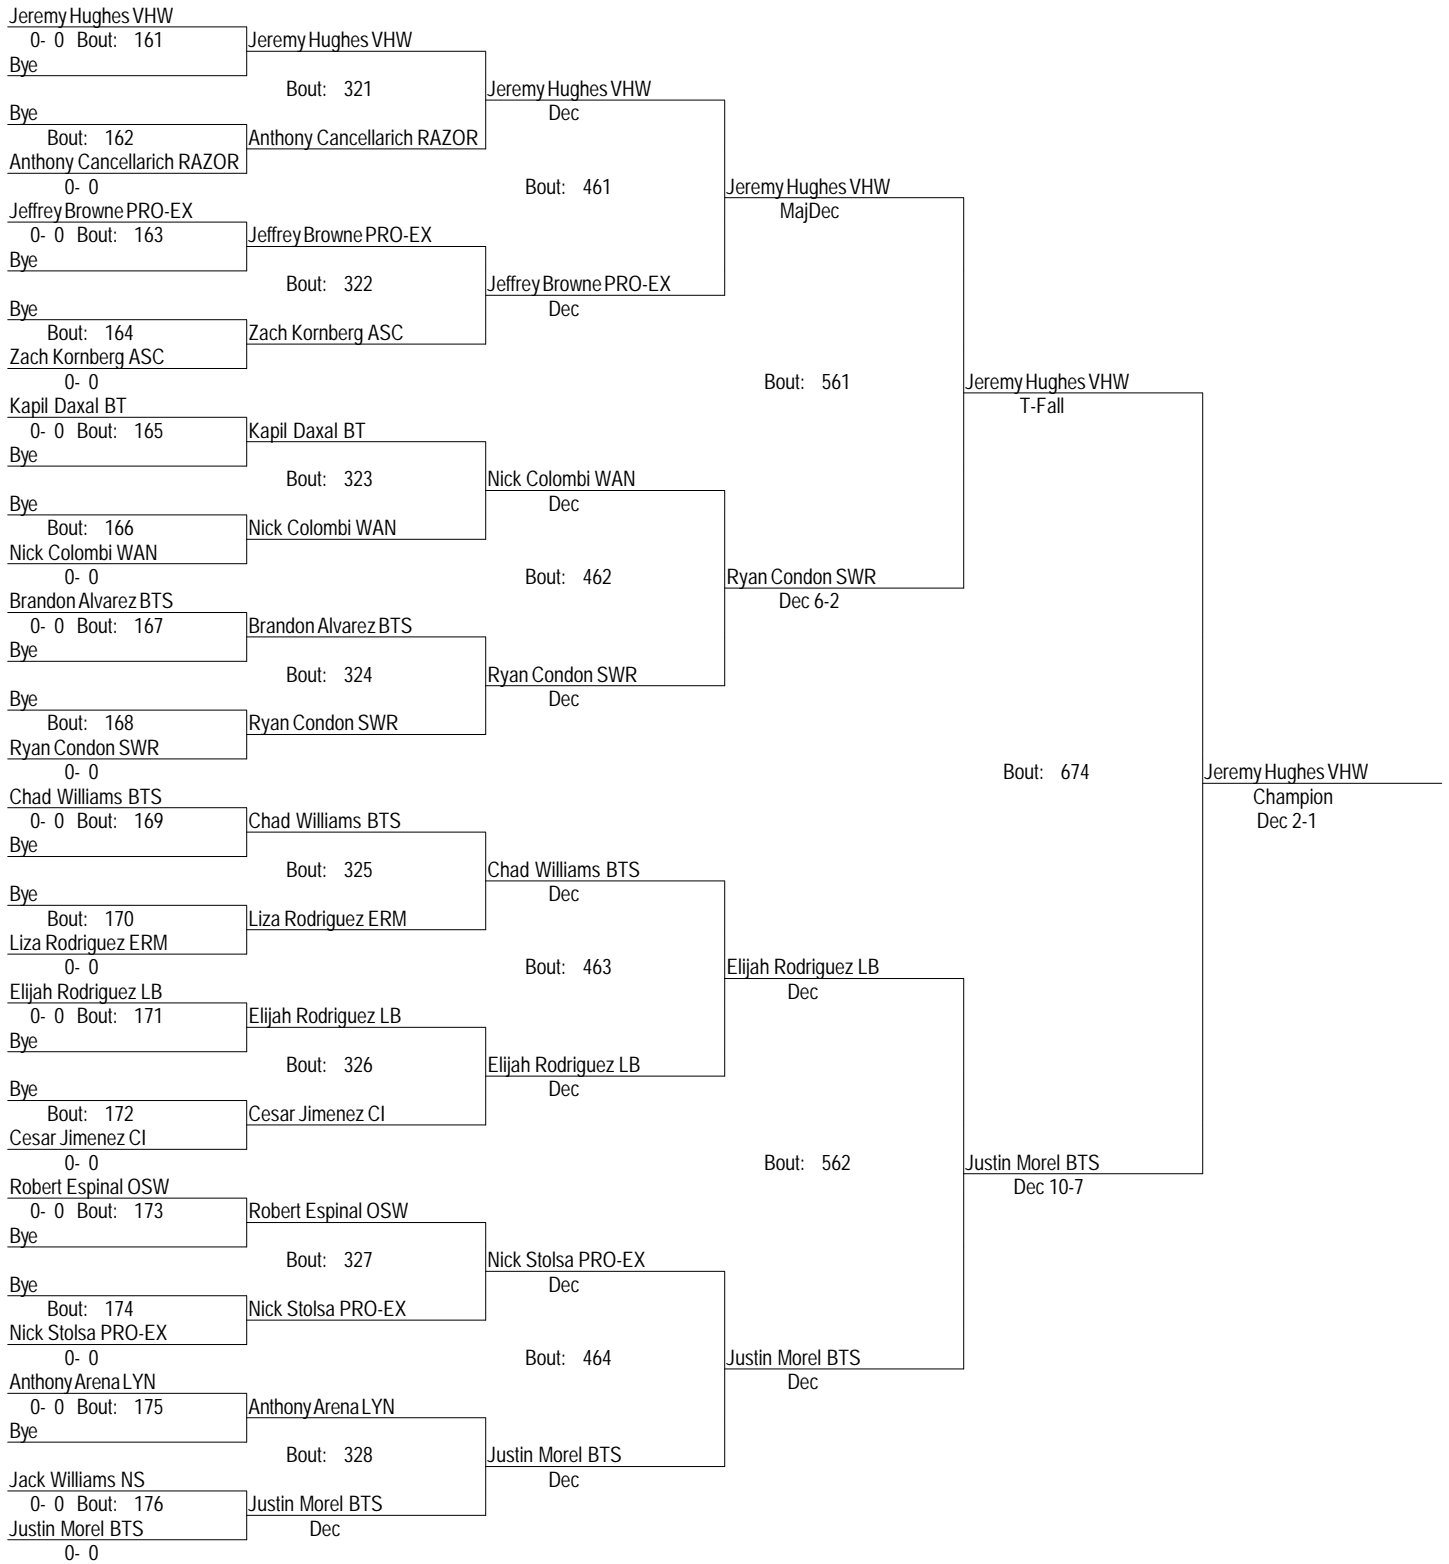 Jeremy Hughes VHW
0- 0 Bout: 161
Jeremy Hughes VHW
Bye
Bout: 321
Jeremy Hughes VHW
Bye
Dec
Bout: 162
Anthony Cancellarich RAZOR
Anthony Cancellarich RAZOR
0- 0
Bout: 461
Jeremy Hughes VHW
Jeffrey Browne PRO-EX
MajDec
0- 0 Bout: 163
Jeffrey Browne PRO-EX
Bye
Bout: 322
Jeffrey Browne PRO-EX
Bye
Dec
Bout: 164
Zach Kornberg ASC
Zach Kornberg ASC
0- 0
Bout: 561
Jeremy Hughes VHW
Kapil Daxal BT
T-Fall
0- 0 Bout: 165
Kapil Daxal BT
Bye
Bout: 323
Nick Colombi WAN
Bye
Dec
Bout: 166
Nick Colombi WAN
Nick Colombi WAN
0- 0
Bout: 462
Ryan Condon SWR
Brandon Alvarez BTS
Dec 6-2
0- 0 Bout: 167
Brandon Alvarez BTS
Bye
Bout: 324
Ryan Condon SWR
Bye
Dec
Bout: 168
Ryan Condon SWR
Ryan Condon SWR
0- 0
Bout: 674
Jeremy Hughes VHW
Chad Williams BTS
Champion
0- 0 Bout: 169
Chad Williams BTS
Dec 2-1
Bye
Bout: 325
Chad Williams BTS
Bye
Dec
Bout: 170
Liza Rodriguez ERM
Liza Rodriguez ERM
0- 0
Bout: 463
Elijah Rodriguez LB
Elijah Rodriguez LB
Dec
0- 0 Bout: 171
Elijah Rodriguez LB
Bye
Bout: 326
Elijah Rodriguez LB
Bye
Dec
Bout: 172
Cesar Jimenez CI
Cesar Jimenez CI
0- 0
Bout: 562
Justin Morel BTS
Robert Espinal OSW
Dec 10-7
0- 0 Bout: 173
Robert Espinal OSW
Bye
Bout: 327
Nick Stolsa PRO-EX
Bye
Dec
Bout: 174
Nick Stolsa PRO-EX
Nick Stolsa PRO-EX
0- 0
Bout: 464
Justin Morel BTS
Anthony Arena LYN
Dec
0- 0 Bout: 175
Anthony Arena LYN
Bye
Bout: 328
Justin Morel BTS
Jack Williams NS
Dec
0- 0 Bout: 176
Justin Morel BTS
Justin Morel BTS
Dec
0- 0